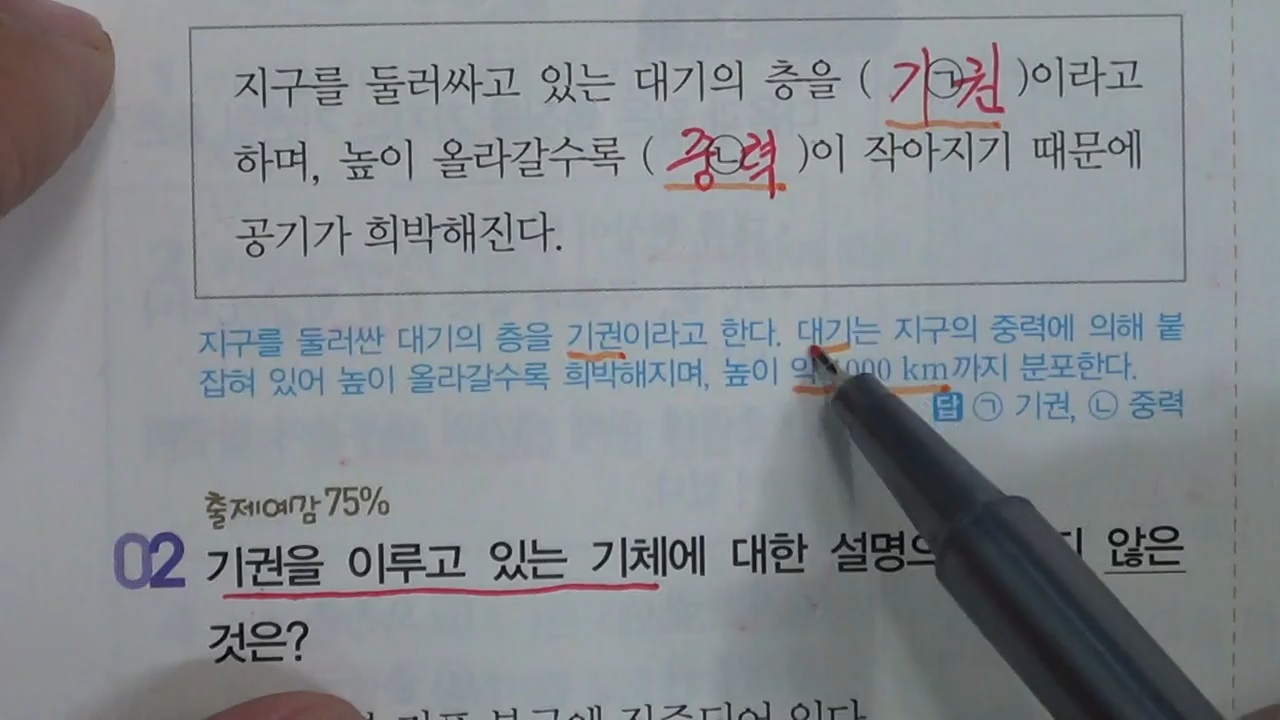 지구를 둘러싸고 있는 대기의 층을 ( ㉠기권 )이라고
하며, 높이 올라갈수록 ( ㉡중력 )이 작아지기 때문에
공기가 희박해진다.
지구를 둘러싼 대기의 층을 기권이라고 한다. 대기는 지구의 중력에 의해 붙
잡혀 있어 높이 올라갈수록 희박해지며, 높이 약 000 km까지 분포한다.
답 ㉠ 기권, ㉡ 중력
출제예감 75%
02 기권을 이루고 있는 기체에 대한 설명으 않은
것은?
있다